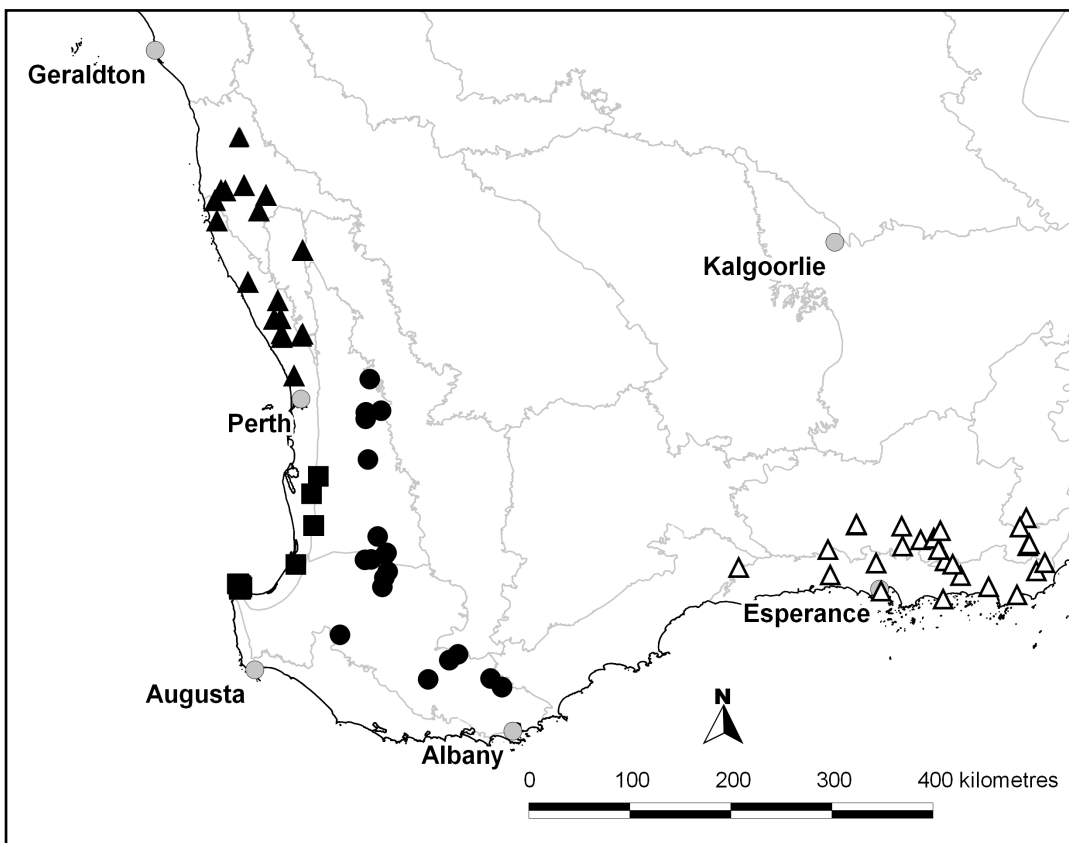 Geraldton
Kalgoorlie
Perth
Esperance
Augusta
N
Albany
0 100 200 300 400 kilometres